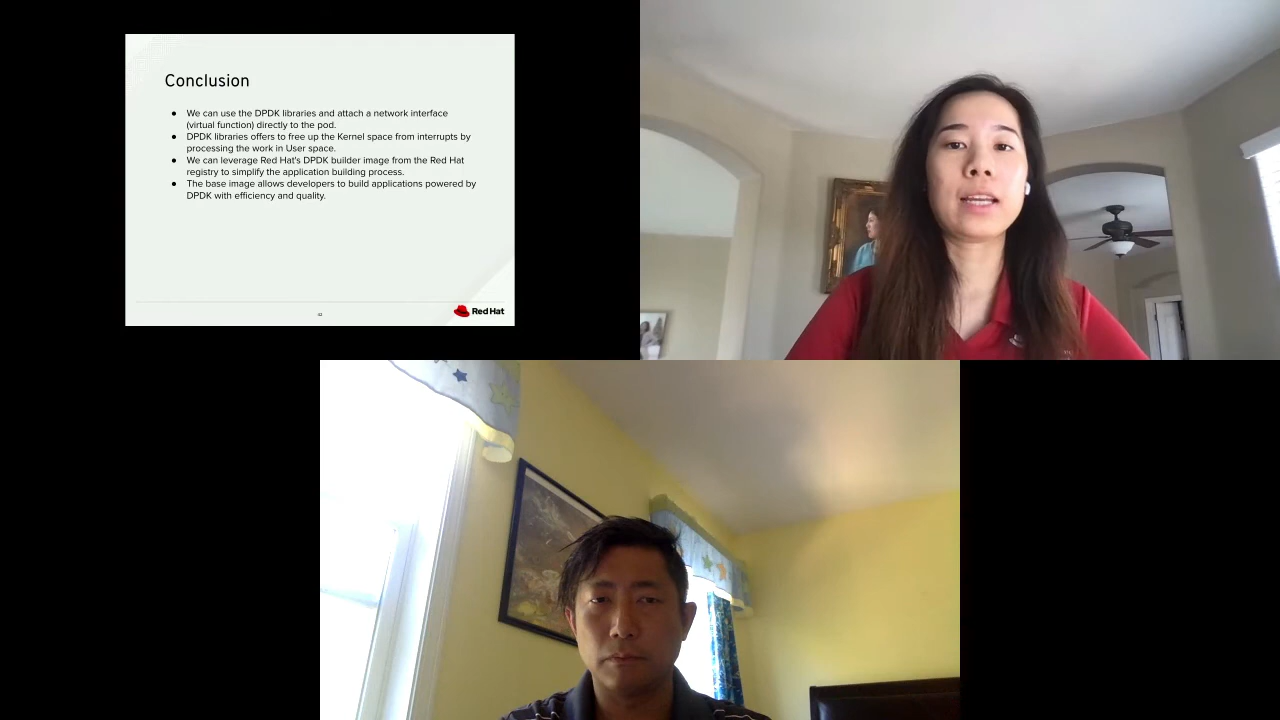 Conclusion
● We can use the DPDK libraries and attach a network interface
(virtual function) directly to the pod.
● DPDK libraries offers to free up the Kernel space from interrupts by
processing the work in User space.
● We can leverage Red Hat's DPDK builder image from the Red Hat
registry to simplify the application building process.
● The base image allows developers to build applications powered by
DPDK with efficiency and quality.
Red Hat